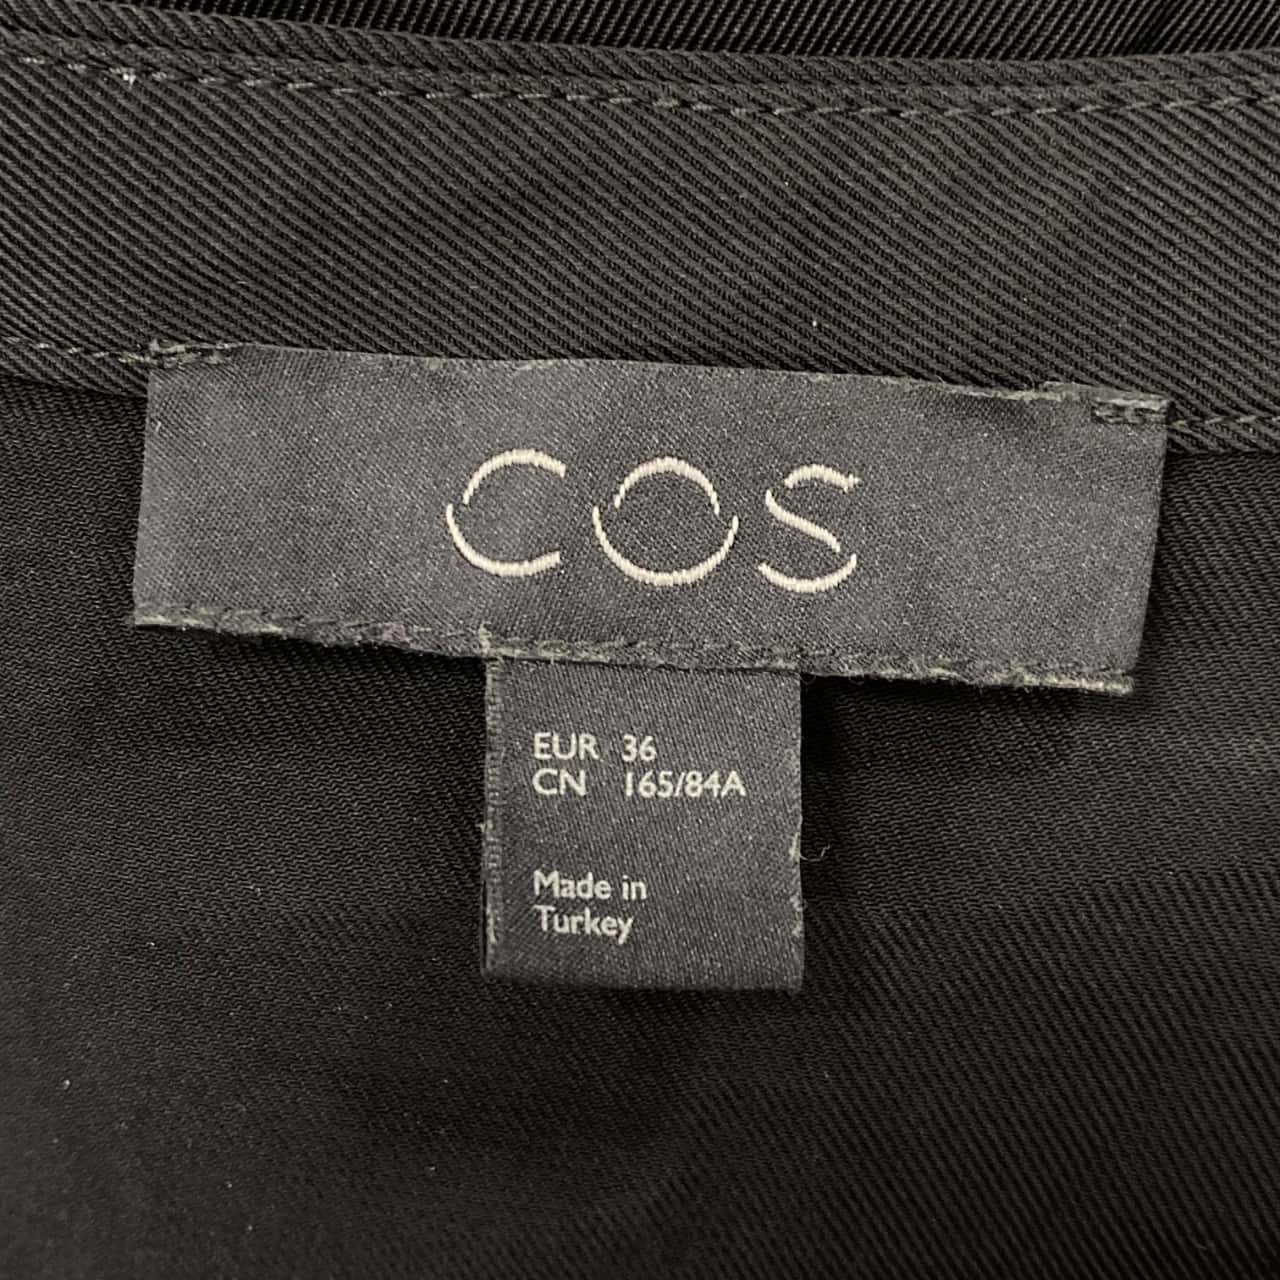 COS
EUR 36
CN 165/84A
Made in
Turkey